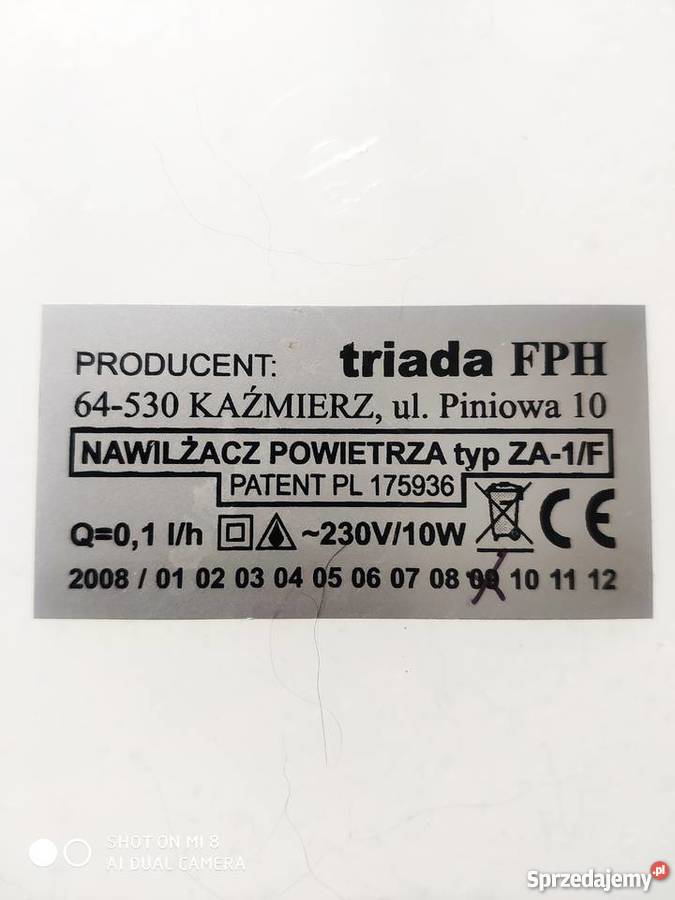 PRODUCENT: triada FPH
64-530 KAŹMIERZ, ul. Piniowa 10
NAWILŻACZ POWIETRZA typ ZA-1/F
PATENT PL 175936
Q=0,1 l/h ~230V/10W CE
2008 / 01 02 03 04 05 06 07 08 09 10 11 12
SHOT ON MI 8
AI DUAL CAMERA
Sprzedajemy.pl